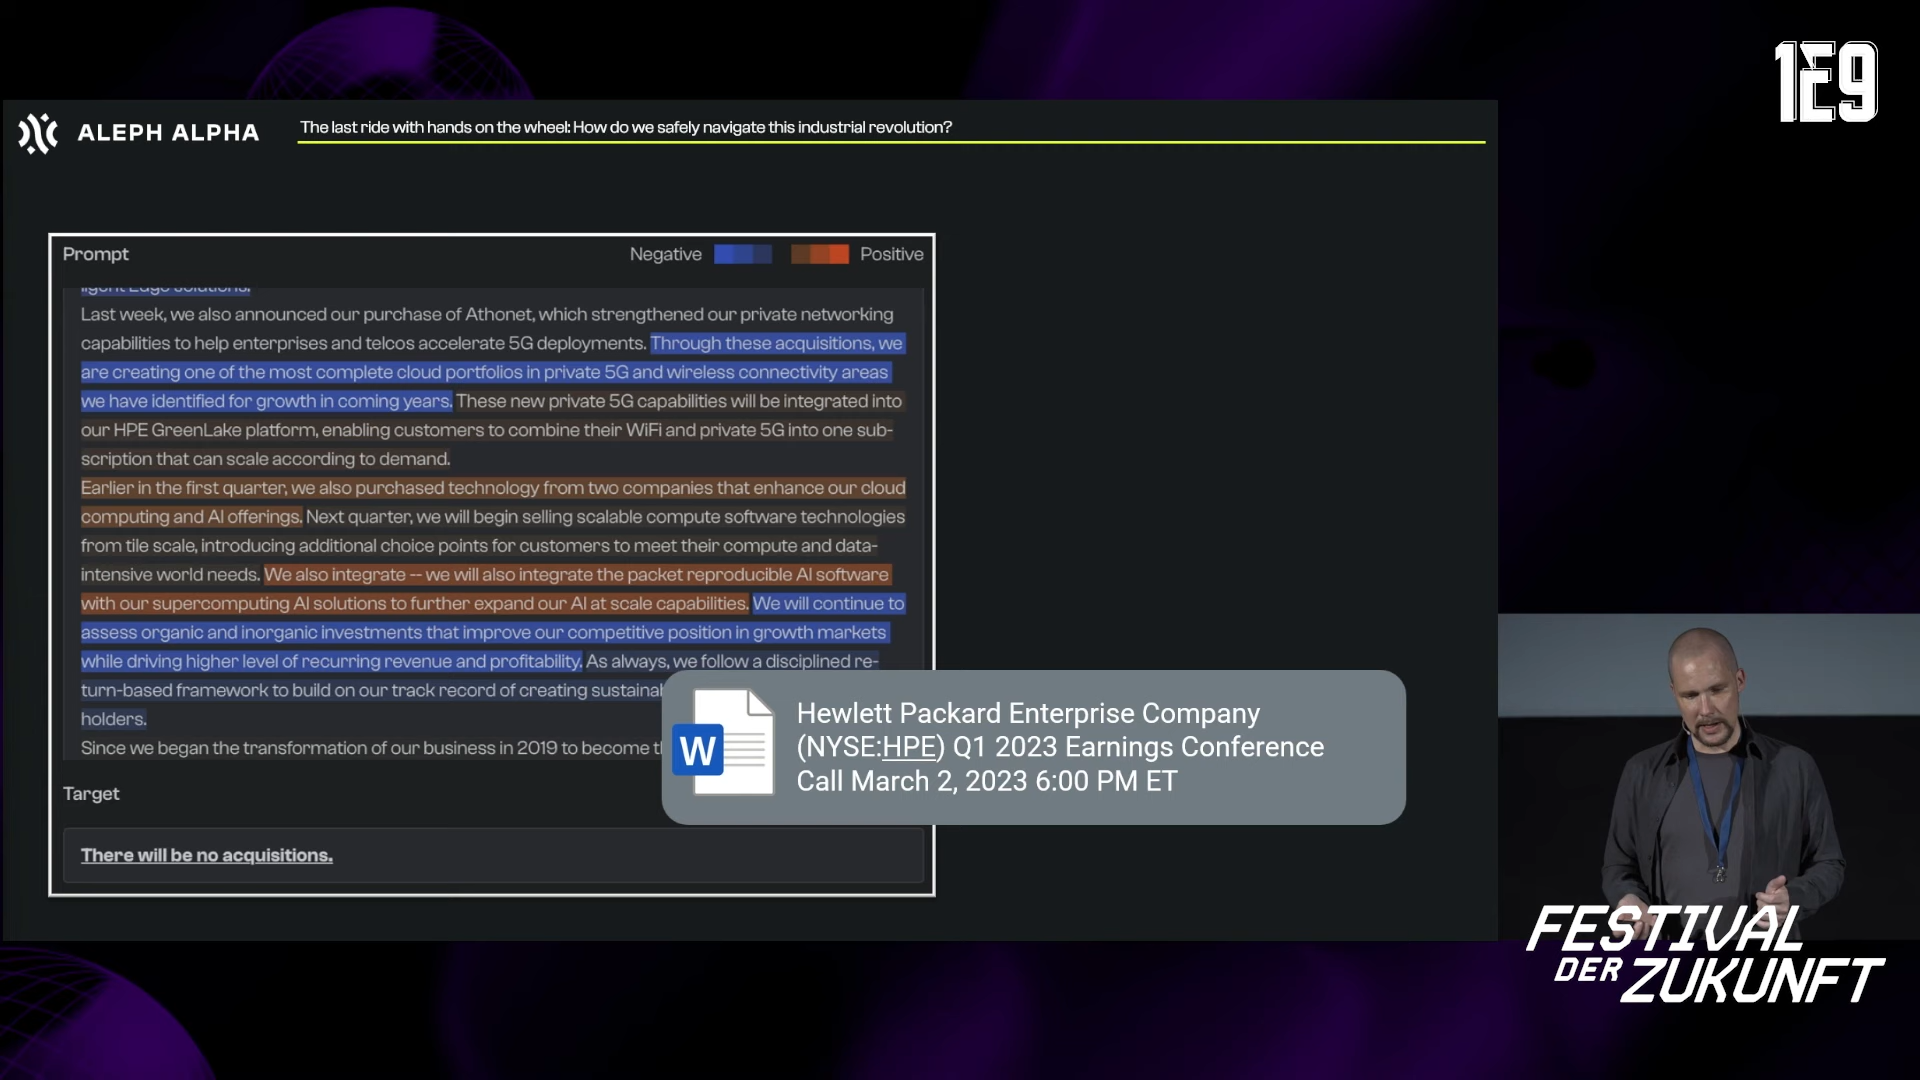 1E9
ALEPH ALPHA
The last ride with hands on the wheel: How do we safely navigate this industrial revolution?
Prompt
Negative
Positive
ligent Edge solutions.
Last week, we also announced our purchase of Athonet, which strengthened our private networking
capabilities to help enterprises and telcos accelerate 5G deployments. Through these acquisitions, we
are creating one of the most complete cloud portfolios in private 5G and wireless connectivity areas
we have identified for growth in coming years. These new private 5G capabilities will be integrated into
our HPE GreenLake platform, enabling customers to combine their WiFi and private 5G into one sub-
scription that can scale according to demand.
Earlier in the first quarter, we also purchased technology from two companies that enhance our cloud
computing and AI offerings. Next quarter, we will begin selling scalable compute software technologies
from tile scale, introducing additional choice points for customers to meet their compute and data-
intensive world needs. We also integrate -- we will also integrate the packet reproducible AI software
with our supercomputing AI solutions to further expand our AI at scale capabilities. We will continue to
assess organic and inorganic investments that improve our competitive position in growth markets
while driving higher level of recurring revenue and profitability. As always, we follow a disciplined re-
turn-based framework to build on our track record of creating sustainab
holders.
Since we began the transformation of our business in 2019 to become
W
Hewlett Packard Enterprise Company
(NYSE:HPE) Q1 2023 Earnings Conference
Call March 2, 2023 6:00 PM ET
Target
There will be no acquisitions.
FESTIVAL
DER ZUKUNFT